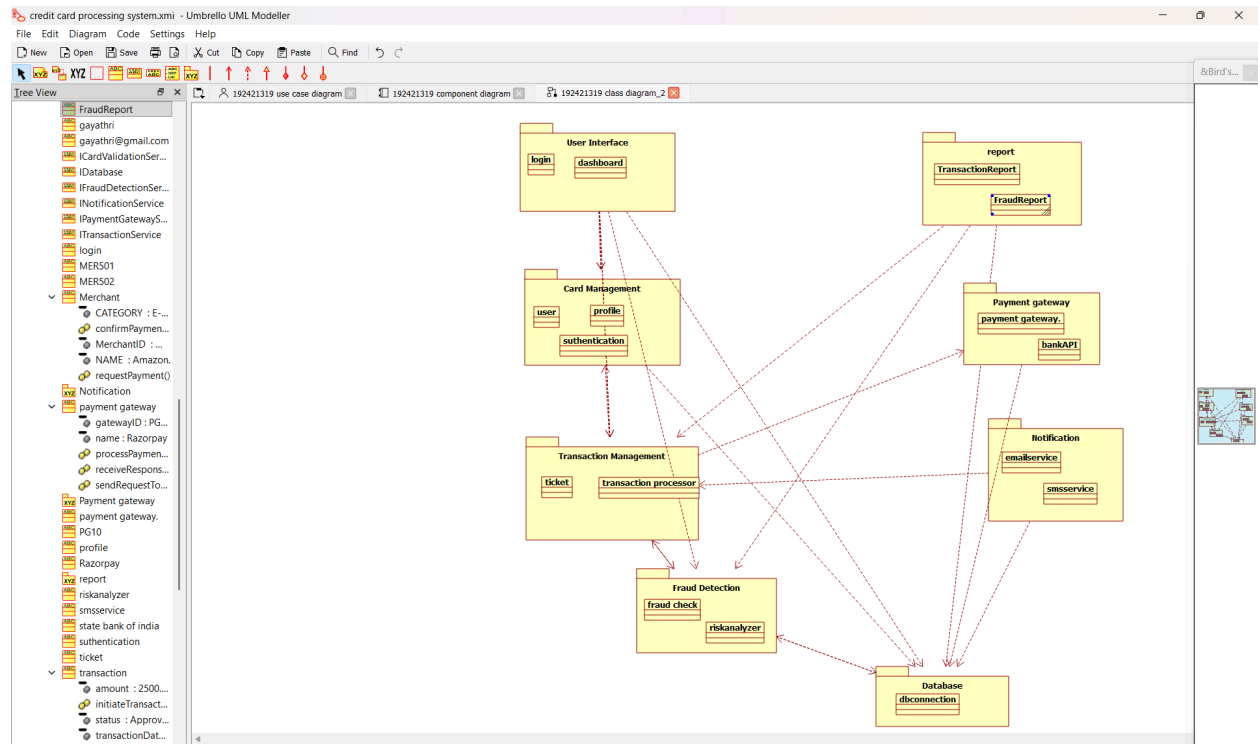 credit card processing system.xmi - Umbrello UML Modeller
File Edit Diagram Code Settings Help
New Open Save Cut Copy Paste Find
XYZ
&Bird's...
Tree View
192421319 use case diagram
192421319 component diagram
192421319 class diagram_2
FraudReport
gayathri
gayathri@gmail.com
ICardValidationSer...
IDatabase
IFraudDetectionSer...
INotificationService
IPaymentGatewayS...
ITransactionService
login
MER501
MER502
Merchant
CATEGORY : E-...
confirmPaymen...
MerchantID : ...
NAME : Amazon.
requestPayment()
Notification
payment gateway
gatewayID : PG...
name : Razorpay
processPaymen...
receiveRespons...
sendRequestTo...
Payment gateway
payment gateway.
PG10
profile
Razorpay
report
riskanalyzer
smsservice
state bank of india
suthentication
ticket
transaction
amount : 2500....
initiateTransact...
status : Approv...
transactionDat...
User Interface
login
dashboard
report
TransactionReport
FraudReport
Card Management
user
profile
suthentication
Payment gateway
payment gateway.
bankAPI
Transaction Management
ticket
transaction processor
Notification
emailservice
smsservice
Fraud Detection
fraud check
riskanalyzer
Database
dbconnection